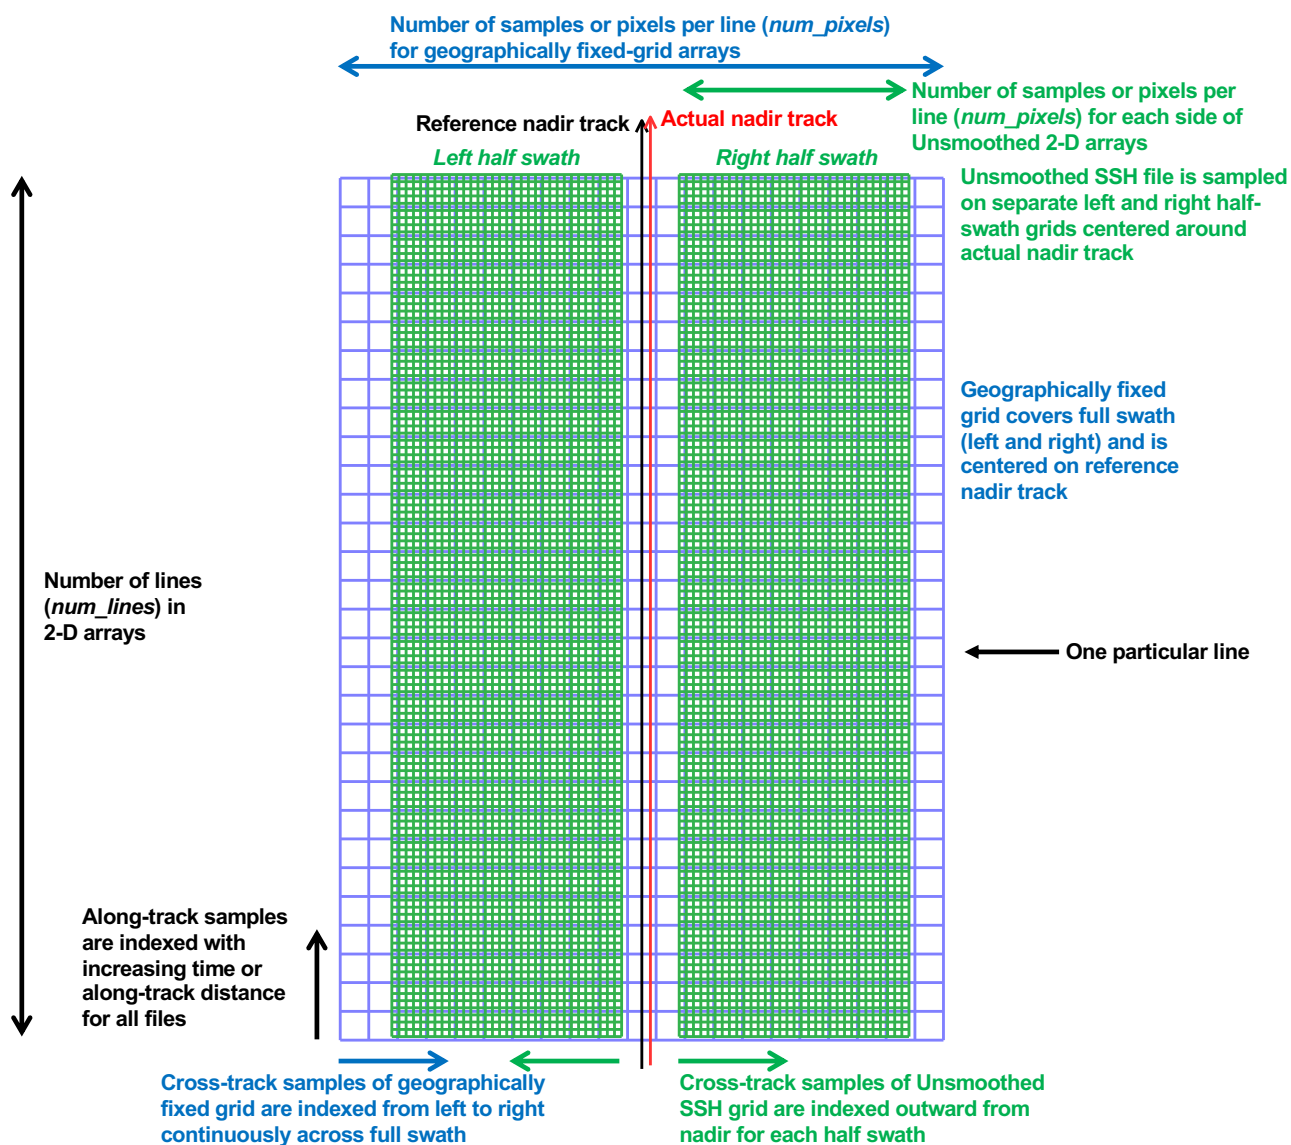 Number of samples or pixels per line (num_pixels)
for geographically fixed-grid arrays
Number of samples or pixels per
line (num_pixels) for each side of
Unsmoothed 2-D arrays
Reference nadir track
Actual nadir track
Left half swath
Right half swath
Unsmoothed SSH file is sampled
on separate left and right half-
swath grids centered around
actual nadir track
Geographically fixed
grid covers full swath
(left and right) and is
centered on reference
nadir track
Number of lines
(num_lines) in
2-D arrays
One particular line
Along-track samples
are indexed with
increasing time or
along-track distance
for all files
Cross-track samples of geographically
fixed grid are indexed from left to right
continuously across full swath
Cross-track samples of Unsmoothed
SSH grid are indexed outward from
nadir for each half swath